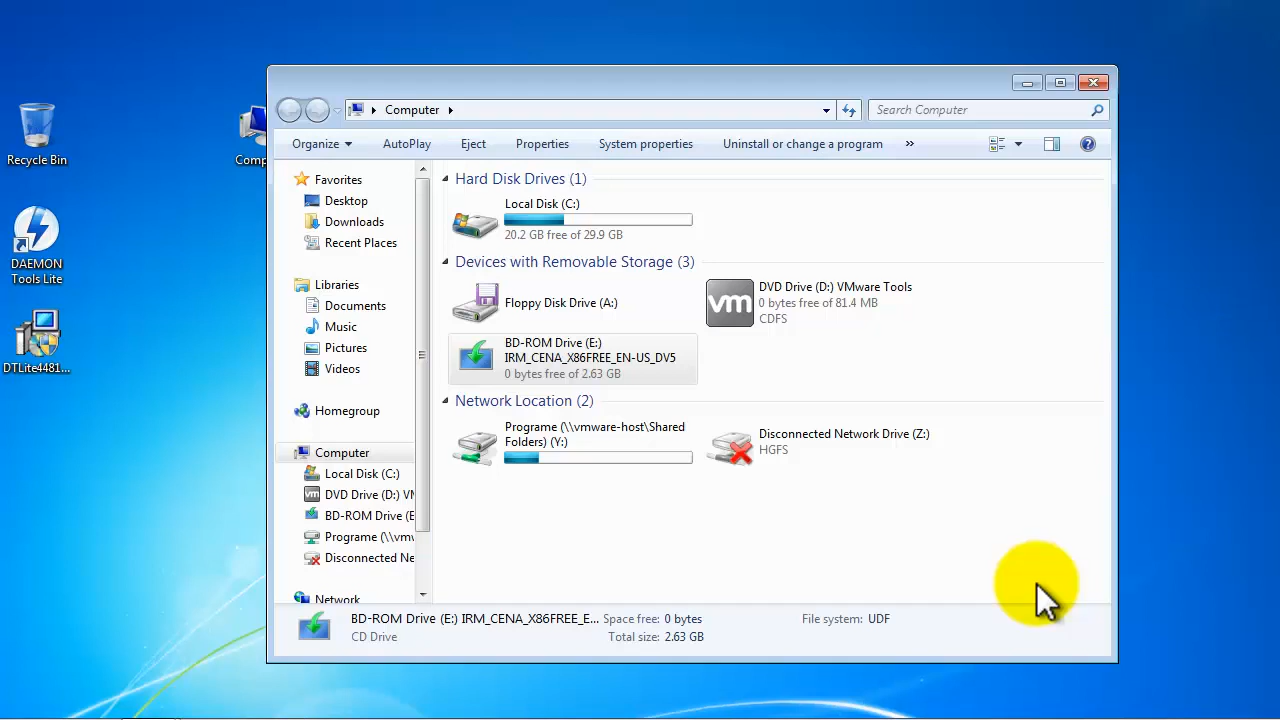 Recycle Bin
DAEMON
Tools Lite
DTLite4481...
Comp
Computer
Search Computer
Organize
AutoPlay
Eject
Properties
System properties
Uninstall or change a program
»
Favorites
Desktop
Downloads
Recent Places
Libraries
Documents
Music
Pictures
Videos
Homegroup
Computer
Local Disk (C:)
DVD Drive (D:) VM
BD-ROM Drive (E
Programe (\\vmw
Disconnected Ne
Network
Hard Disk Drives (1)
Local Disk (C:)
20.2 GB free of 29.9 GB
Devices with Removable Storage (3)
Floppy Disk Drive (A:)
vm
DVD Drive (D:) VMware Tools
0 bytes free of 81.4 MB
CDFS
BD-ROM Drive (E:)
IRM_CENA_X86FREE_EN-US_DV5
0 bytes free of 2.63 GB
Network Location (2)
Programe (\\vmware-host\Shared
Folders) (Y:)
Disconnected Network Drive (Z:)
HGFS
BD-ROM Drive (E:) IRM_CENA_X86FREE_E...
CD Drive
Space free: 0 bytes
Total size: 2.63 GB
File system: UDF